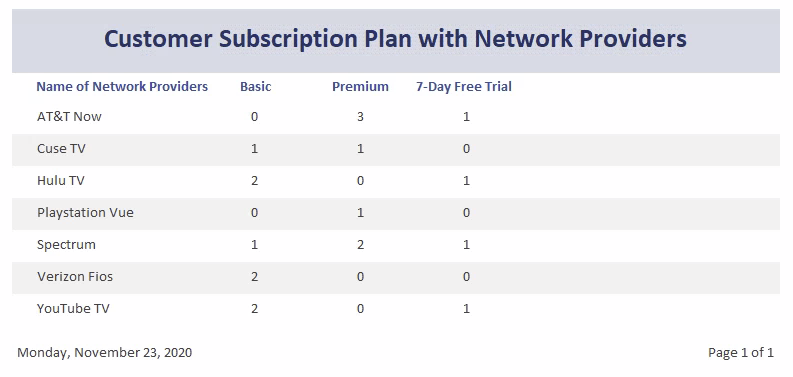 Customer Subscription Plan with Network Providers
Name of Network Providers Basic Premium 7-Day Free Trial
AT&T Now 0 3 1
Cuse TV 1 1 0
Hulu TV 2 0 1
Playstation Vue 0 1 0
Spectrum 1 2 1
Verizon Fios 2 0 0
YouTube TV 2 0 1
Monday, November 23, 2020 Page 1 of 1